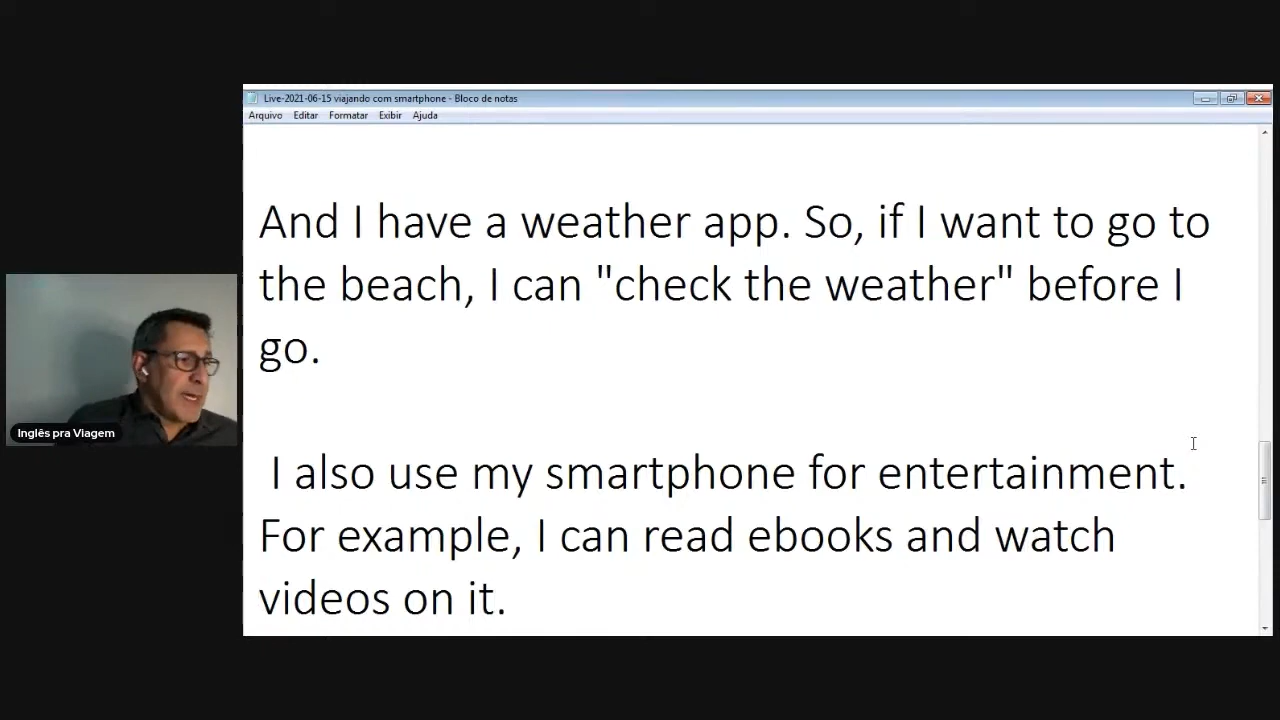 Live-2021-06-15 viajando com smartphone - Bloco de notas
Arquivo Editar Formatar Exibir Ajuda
And I have a weather app. So, if I want to go to
the beach, I can "check the weather" before I
go.
I also use my smartphone for entertainment.
For example, I can read ebooks and watch
videos on it.
Inglês pra Viagem